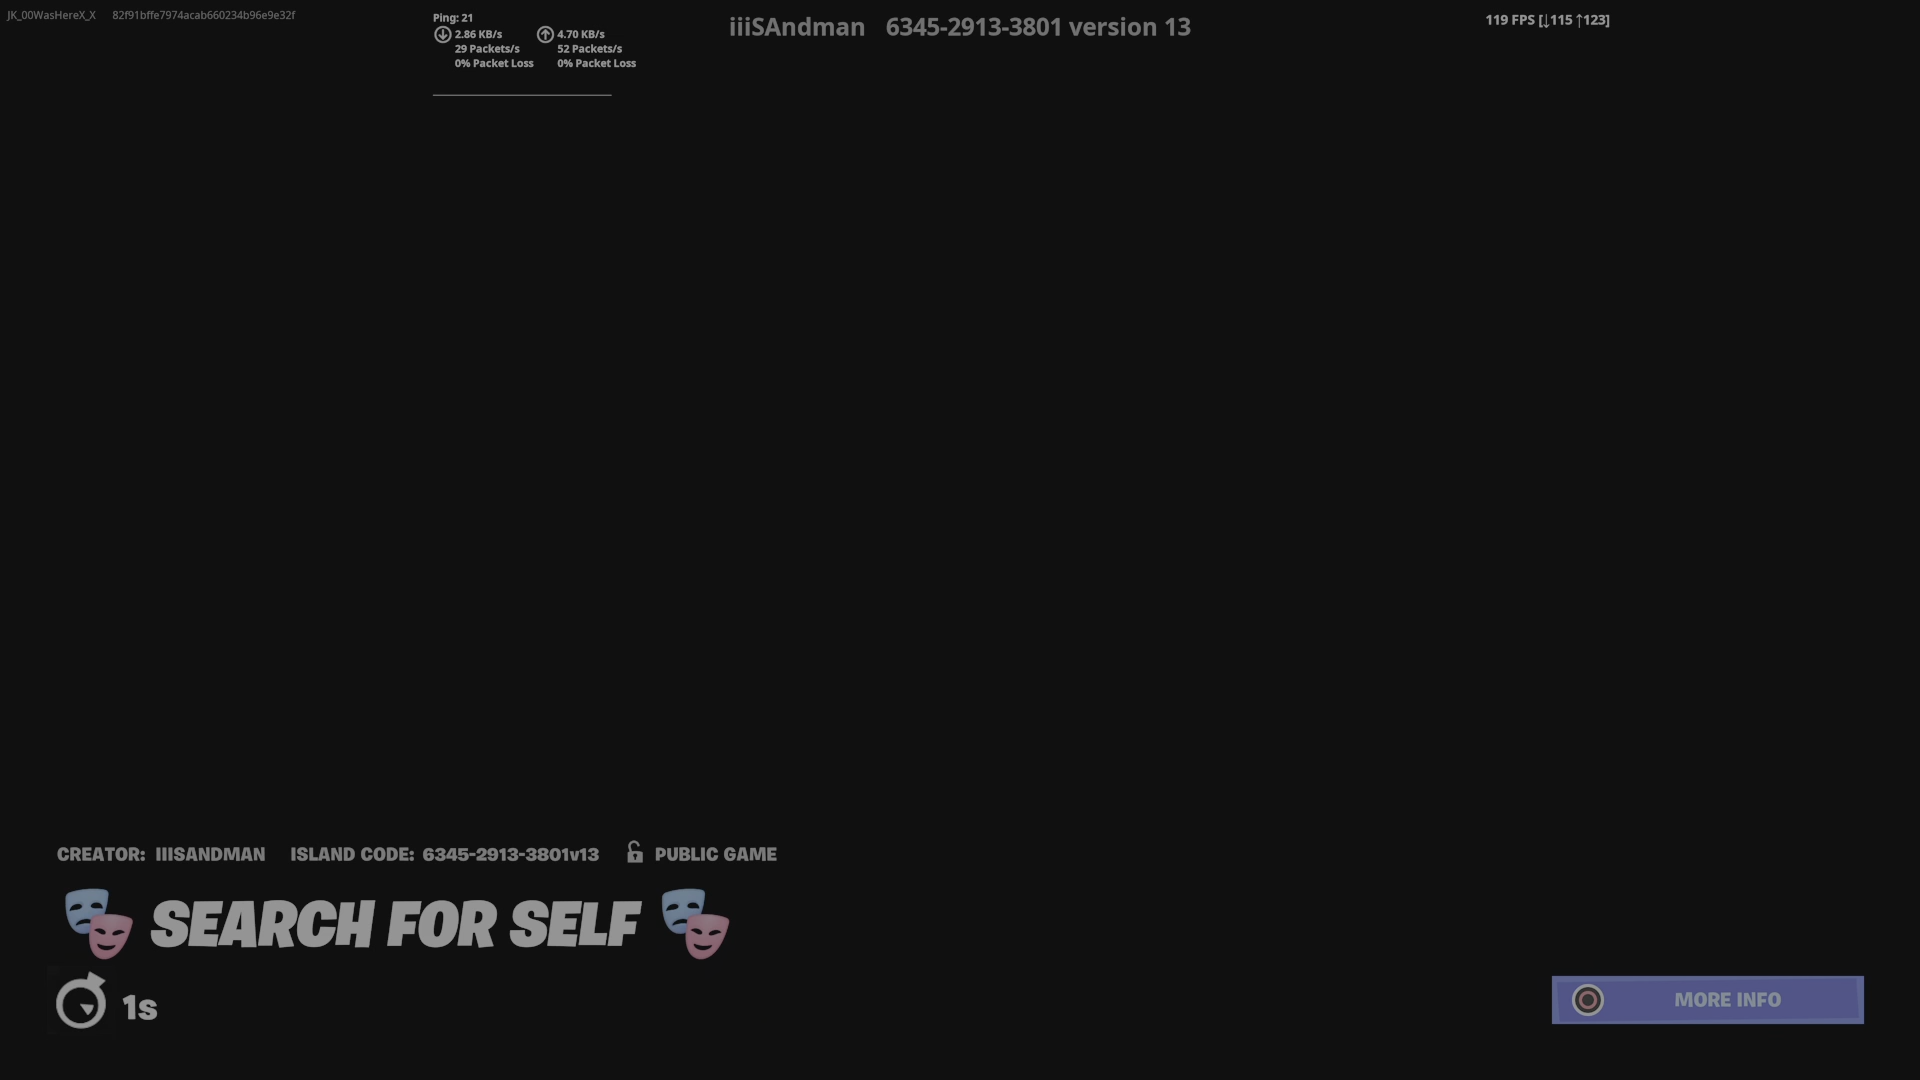 JK_00WasHereX_X 82f91bffe7974acab660234b96e9e32f
Ping: 21
2.86 KB/s 4.70 KB/s
29 Packets/s 52 Packets/s
0% Packet Loss 0% Packet Loss
iiiSAndman 6345-2913-3801 version 13
119 FPS [↓115 ↑123]
CREATOR: IIISANDMAN ISLAND CODE: 6345-2913-3801v13 PUBLIC GAME
SEARCH FOR SELF
1s
MORE INFO